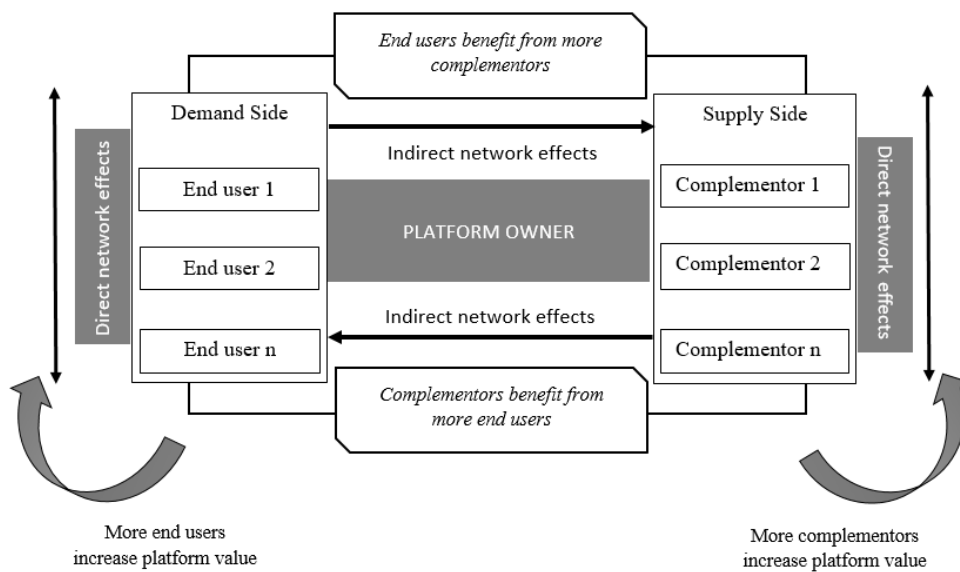 End users benefit from more
complementors
Demand Side
Supply Side
Indirect network effects
Direct network effects
End user 1
End user 2
End user n
PLATFORM OWNER
Complementor 1
Complementor 2
Complementor n
Direct network effects
Indirect network effects
Complementors benefit from
more end users
More end users
increase platform value
More complementors
increase platform value